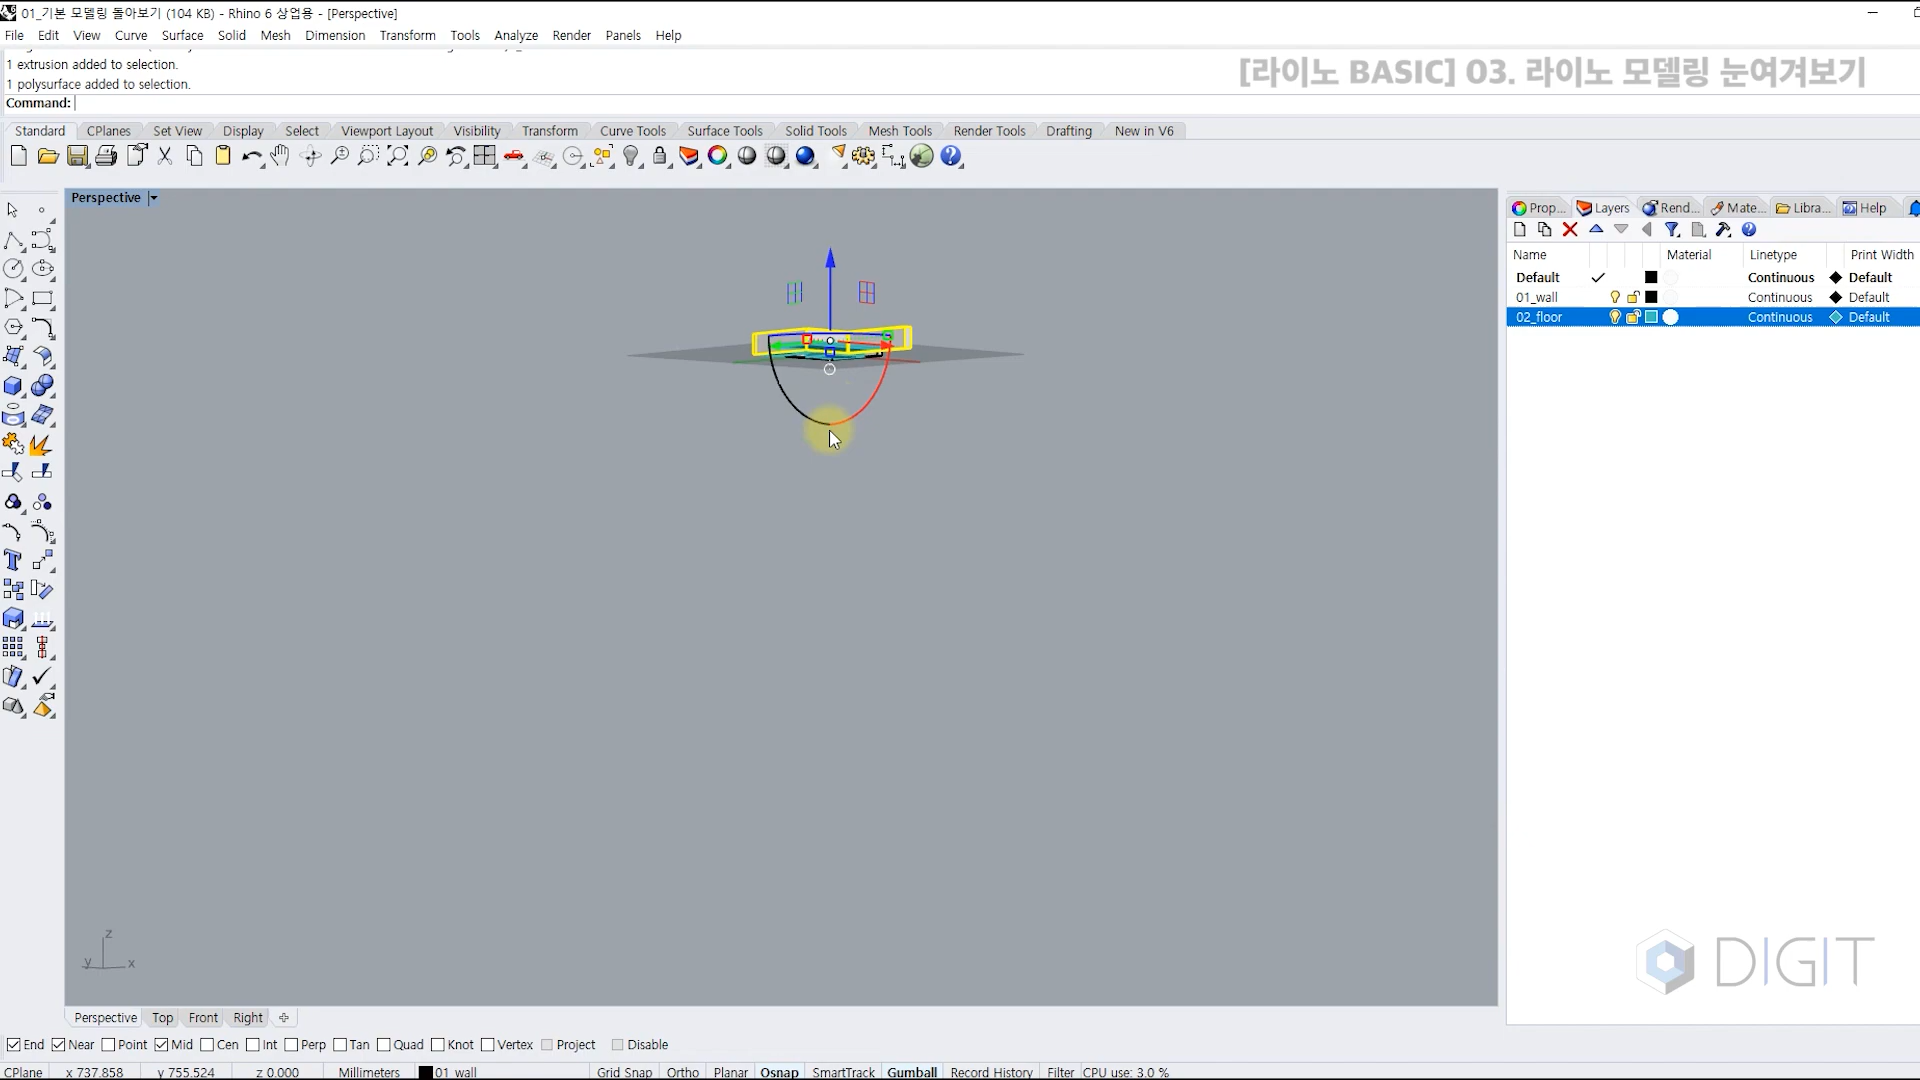 01_기본 모델링 돌아보기 (104 KB) - Rhino 6 상업용 - [Perspective]
File Edit View Curve Surface Solid Mesh Dimension Transform Tools Analyze Render Panels Help
1 extrusion added to selection.
1 polysurface added to selection.
Command:
[라이노 BASIC] 03. 라이노 모델링 눈여겨보기
Standard CPlanes Set View Display Select Viewport Layout Visibility Transform Curve Tools Surface Tools Solid Tools Mesh Tools Render Tools Drafting New in V6
Perspective
Prop... Layers Rend... Mate... Libra... Help
Name Material Linetype Print Width
Default Continuous Default
01_wall Continuous Default
02_floor Continuous Default
z
y x
DIGIT
Perspective Top Front Right
End Near Point Mid Cen Int Perp Tan Quad Knot Vertex Project Disable
CPlane x 737.858 y 755.524 z 0.000 Millimeters 01_wall Grid Snap Ortho Planar Osnap SmartTrack Gumball Record History Filter CPU use: 3.0 %